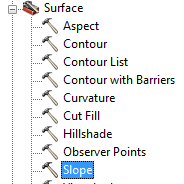 Surface
Aspect
Contour
Contour List
Contour with Barriers
Curvature
Cut Fill
Hillshade
Observer Points
Slope